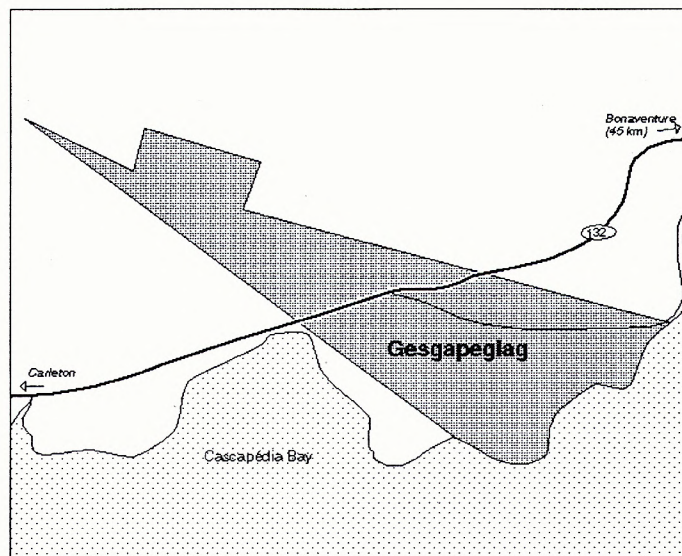 Bonaventure
(45 km)
132
Gesgapeglag
Carleton
Cascapédia Bay